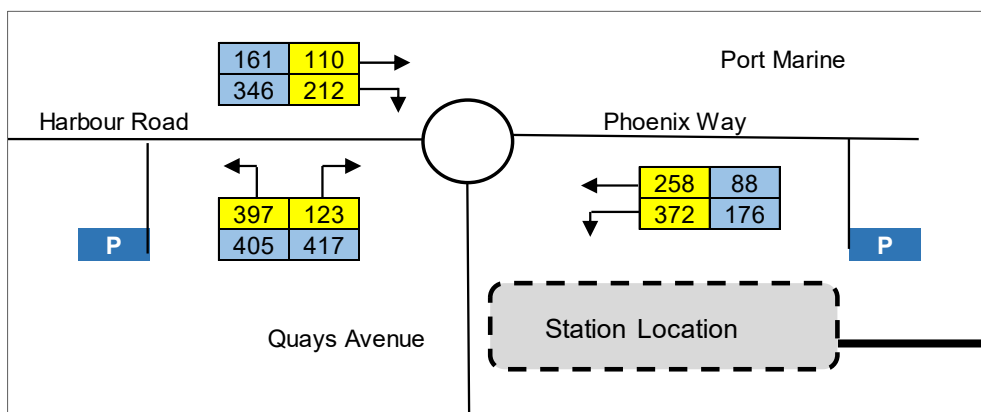 161 110
346 212
Port Marine
Harbour Road
Phoenix Way
258 88
372 176
397 123
405 417
P
P
Station Location
Quays Avenue